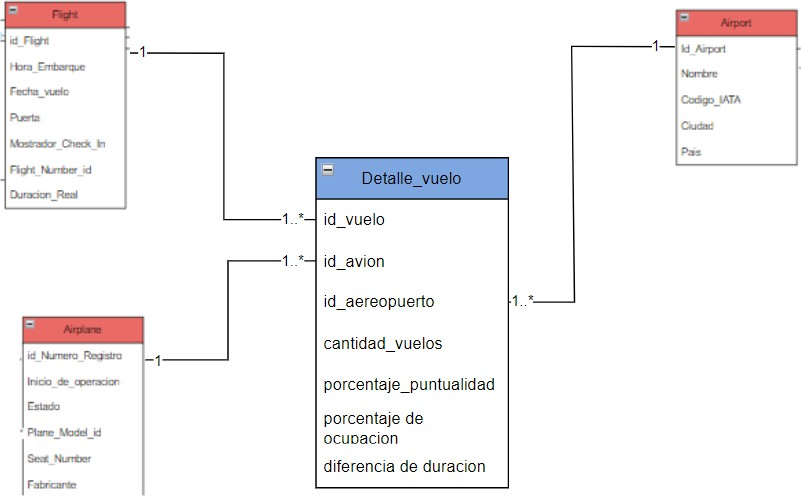 Flight
id_Flight
Hora_Embarque
Fecha_vuelo
Puerta
Mostrador_Check_In
Flight_Number_id
Duracion_Real
1
1..*
Airport
Id_Airport
Nombre
Codigo_IATA
Ciudad
Pais
1
Detalle_vuelo
id_vuelo
id_avion
id_aereopuerto
cantidad_vuelos
porcentaje_puntualidad
porcentaje de
ocupacion
diferencia de duracion
1..*
1..*
Airplane
id_Numero_Registro
Inicio_de_operacion
Estado
Plane_Model_id
Seat_Number
Fabricante
1